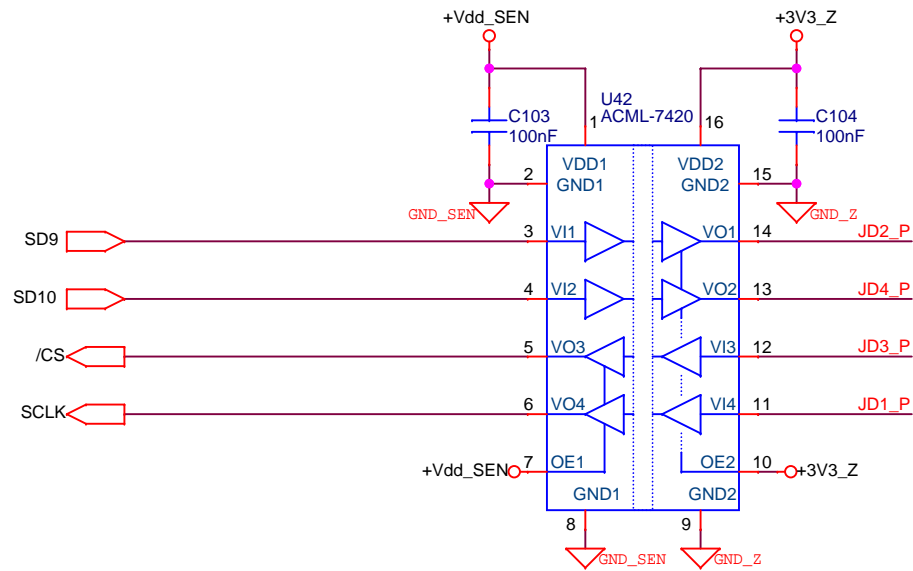 +Vdd_SEN +3V3_Z
U42
ACML-7420
C103
100nF
C104
100nF
1 16
VDD1 VDD2
2 GND1 GND2 15
GND_SEN GND_Z
SD9 3 VI1 VO1 14 JD2_P
SD10 4 VI2 VO2 13 JD4_P
/CS 5 VO3 VI3 12 JD3_P
SCLK 6 VO4 VI4 11 JD1_P
+Vdd_SEN 7 OE1 OE2 10 +3V3_Z
GND1 GND2
8 9
GND_SEN GND_Z